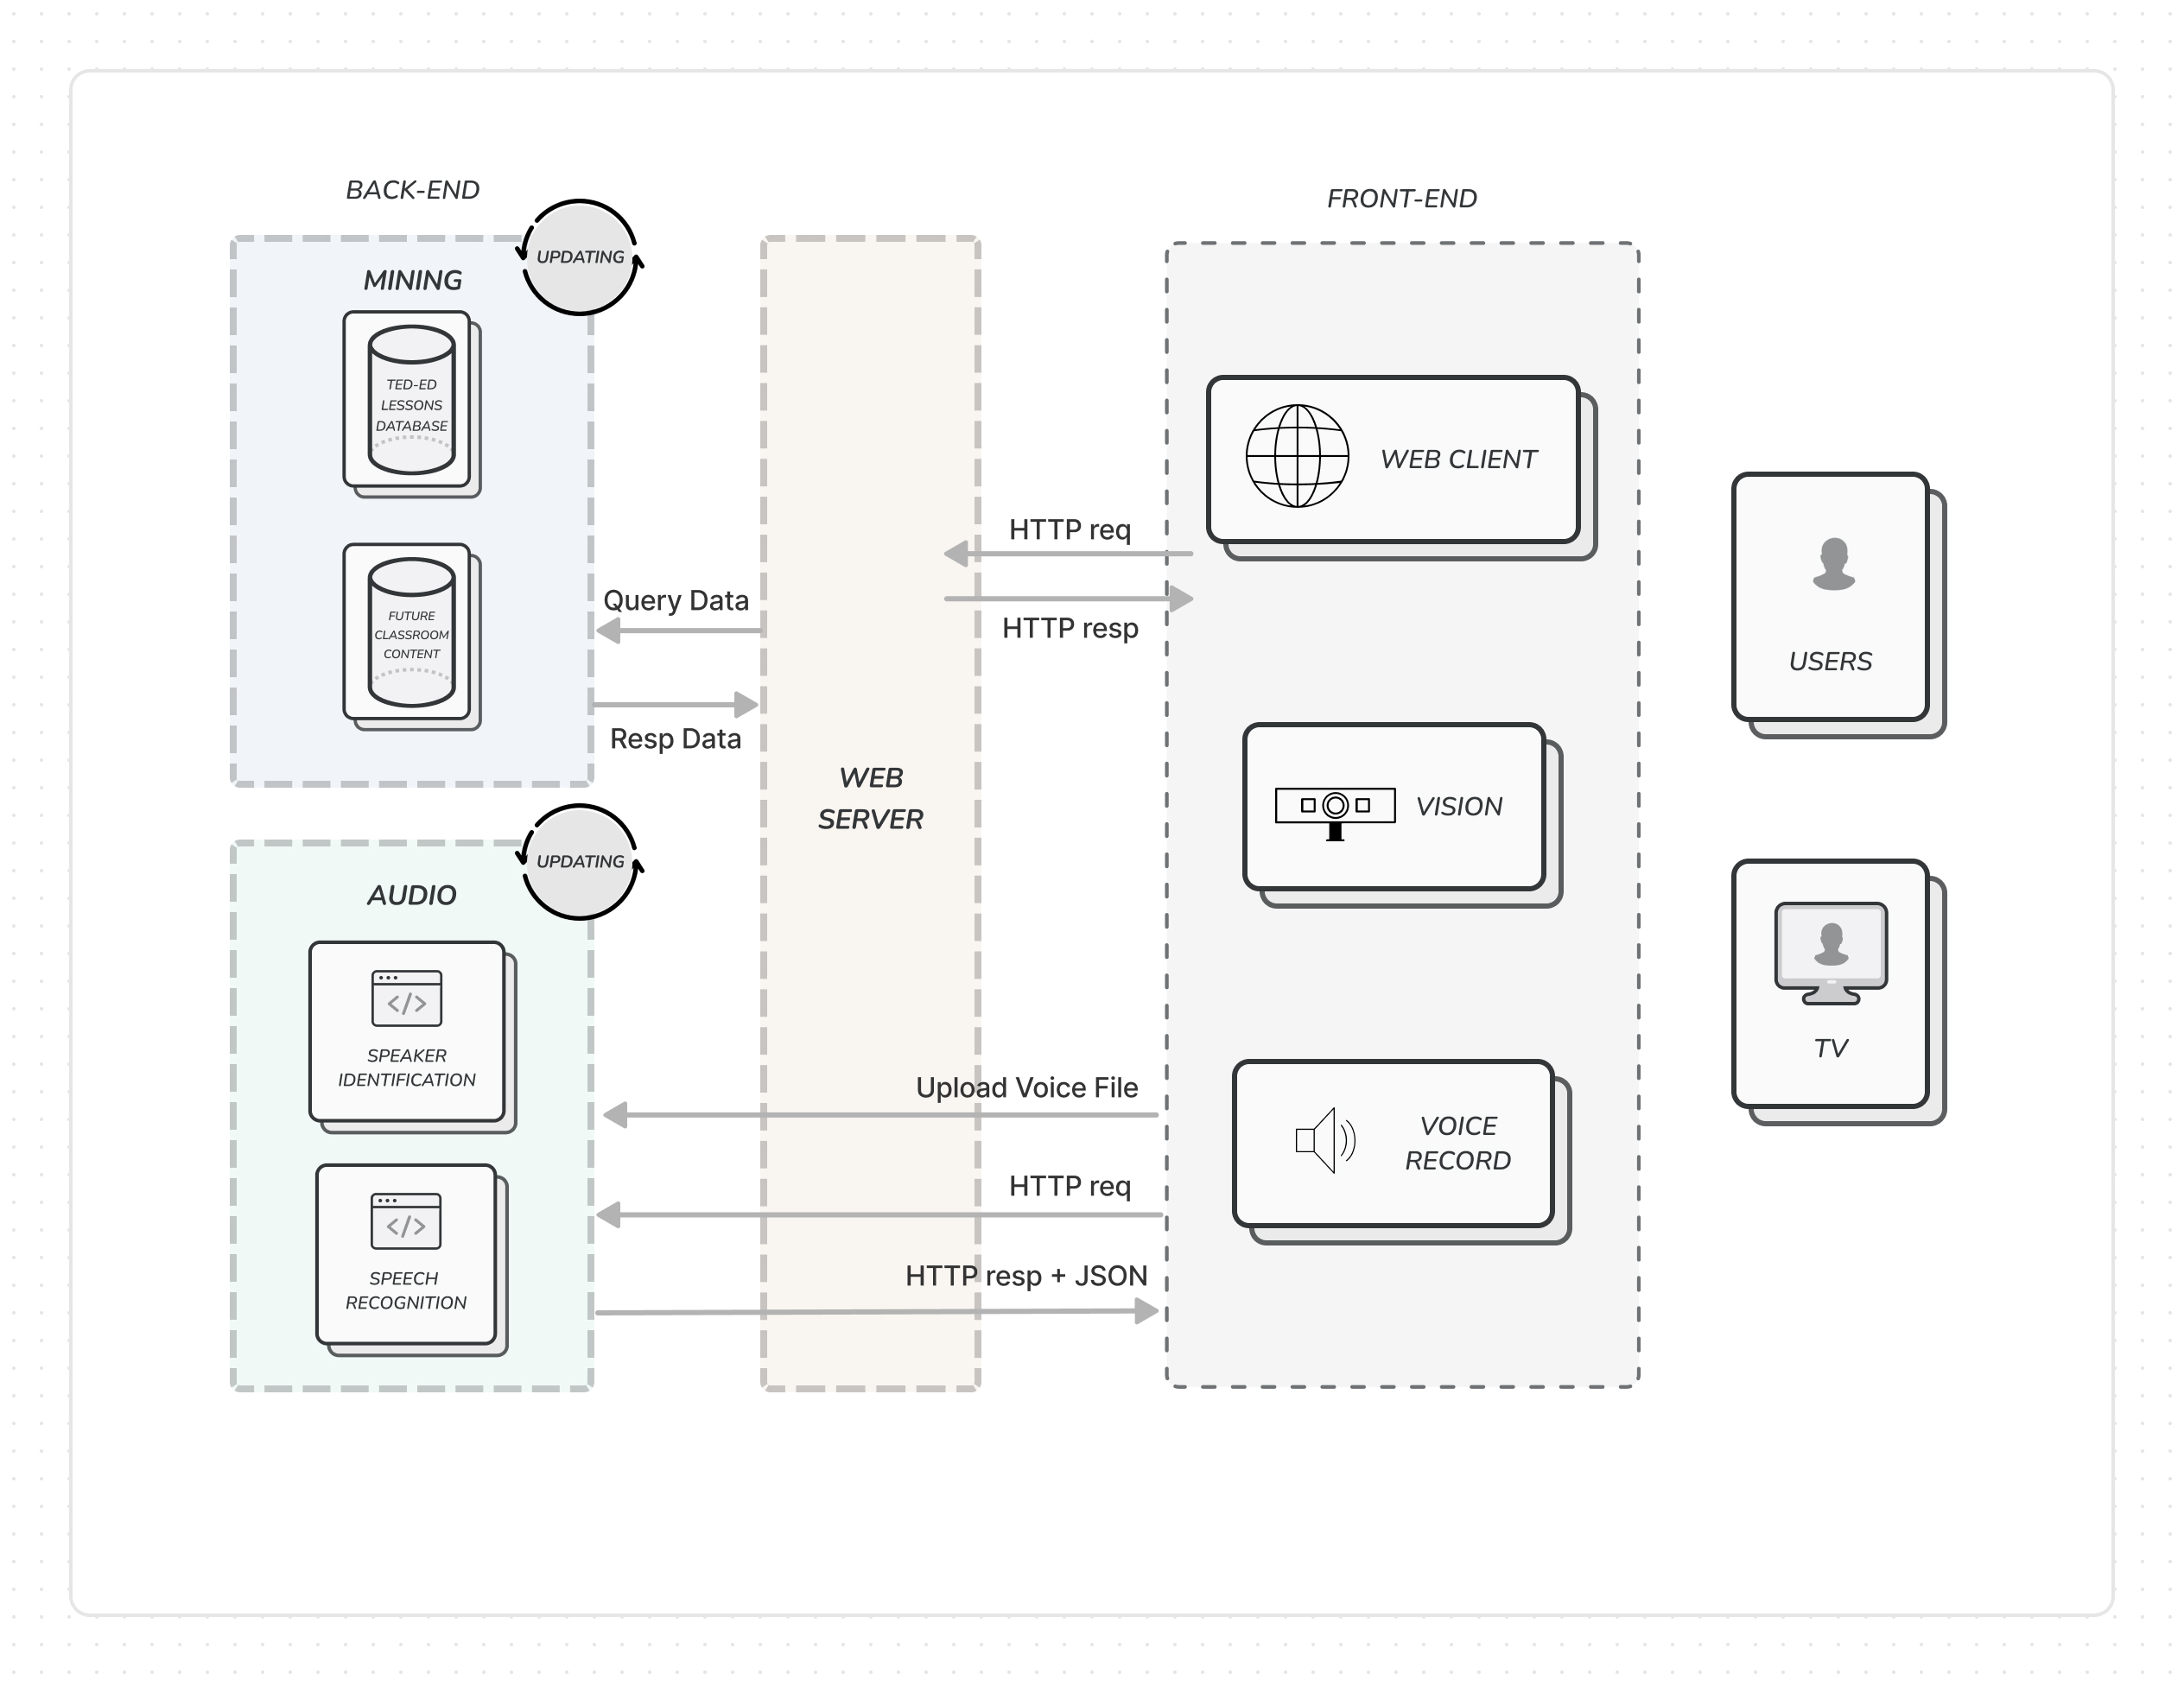 BACK-END
FRONT-END
UPDATING
MINING
TED-ED
LESSONS
DATABASE
FUTURE
CLASSROOM
CONTENT
Query Data
Resp Data
UPDATING
AUDIO
SPEAKER
IDENTIFICATION
SPEECH
RECOGNITION
WEB
SERVER
HTTP req
HTTP resp
Upload Voice File
HTTP req
HTTP resp + JSON
WEB CLIENT
VISION
VOICE
RECORD
USERS
TV